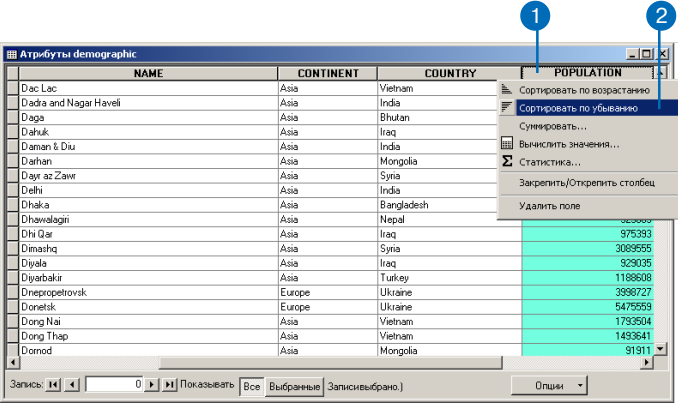 1 2
Атрибуты demographic
NAME CONTINENT COUNTRY POPULATION
Dac Lac Asia Vietnam
Dadra and Nagar Haveli Asia India
Daga Asia Bhutan
Dahuk Asia Iraq
Daman & Diu Asia India
Darhan Asia Mongolia
Dayr az Zawr Asia Syria
Delhi Asia India
Dhaka Asia Bangladesh
Dhawalagiri Asia Nepal
Dhi Qar Asia Iraq 975393
Dimashq Asia Syria 3089555
Diyala Asia Iraq 929035
Diyarbakir Asia Turkey 1188608
Dnepropetrovsk Europe Ukraine 3998727
Donetsk Europe Ukraine 5475559
Dong Nai Asia Vietnam 1793504
Dong Thap Asia Vietnam 1493641
Dornod Asia Mongolia 91911
Сортировать по возрастанию
Сортировать по убыванию
Суммировать...
Вычислить значения...
Σ Статистика...
Закрепить/Открепить столбец
Удалить поле
Запись: 0 Показывать Все Выбранные Записивыбрано.) Опции